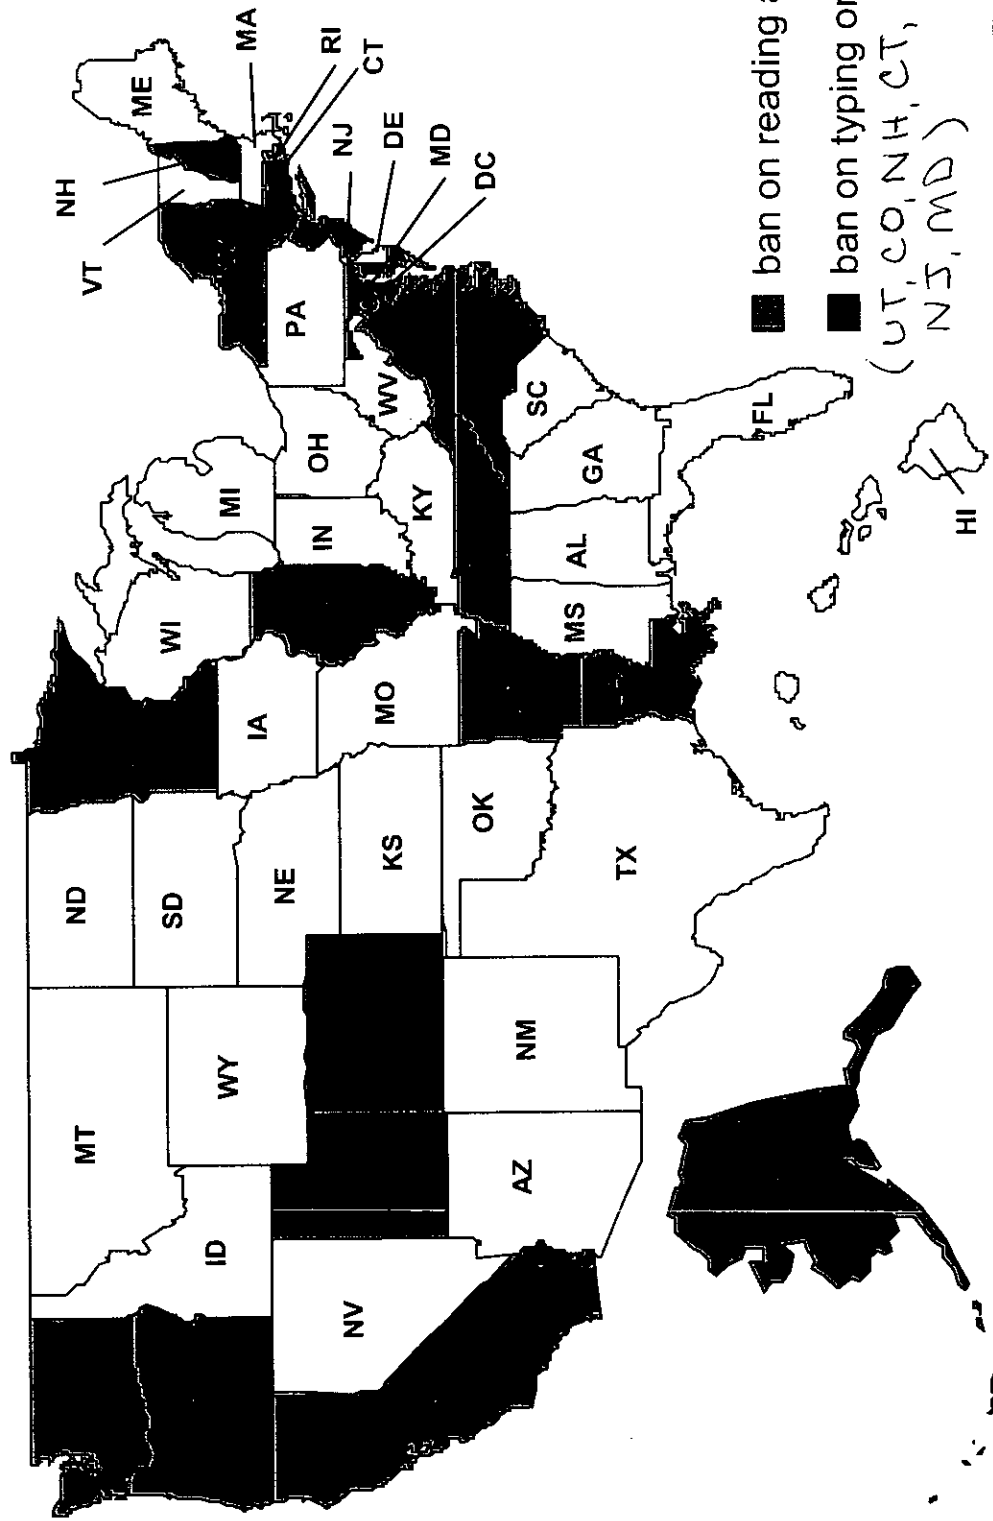 NH
VT
MT
ND
ME
SD
WI
ID
WY
MI
MA
IA
NE
PA
IN
OH
RI
NV
NJ
CT
KS
MO
WV
DE
KY
MD
OK
DC
AZ
NM
SC
MS
AL
GA
TX
FL
HI
ban on reading
ban on typing
(UT, CO, NH, CT,
NJ, MD)